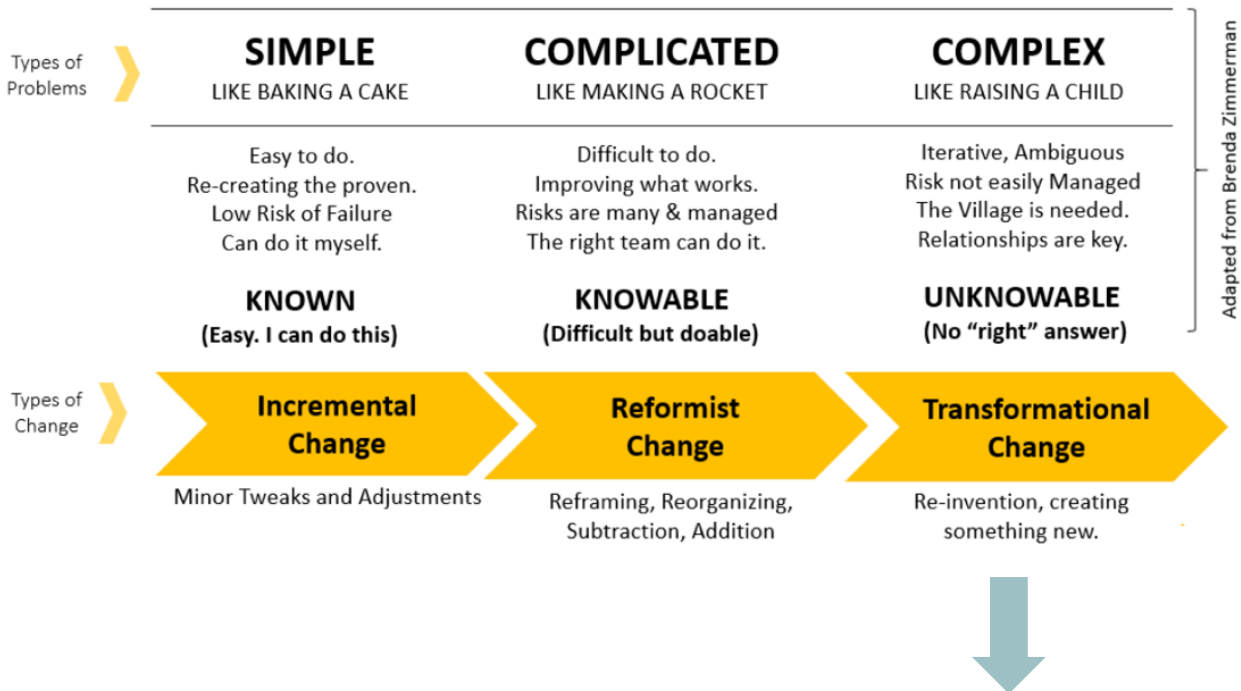 Types of
Problems
SIMPLE
LIKE BAKING A CAKE
COMPLICATED
LIKE MAKING A ROCKET
COMPLEX
LIKE RAISING A CHILD
Easy to do.
Re-creating the proven.
Low Risk of Failure
Can do it myself.
Difficult to do.
Improving what works.
Risks are many & managed
The right team can do it.
Iterative, Ambiguous
Risk not easily Managed
The Village is needed.
Relationships are key.
KNOWN
(Easy. I can do this)
KNOWABLE
(Difficult but doable)
UNKNOWABLE
(No “right” answer)
Adapted from Brenda Zimmerman
Types of
Change
Incremental
Change
Reformist
Change
Transformational
Change
Minor Tweaks and Adjustments
Reframing, Reorganizing,
Subtraction, Addition
Re-invention, creating
something new.